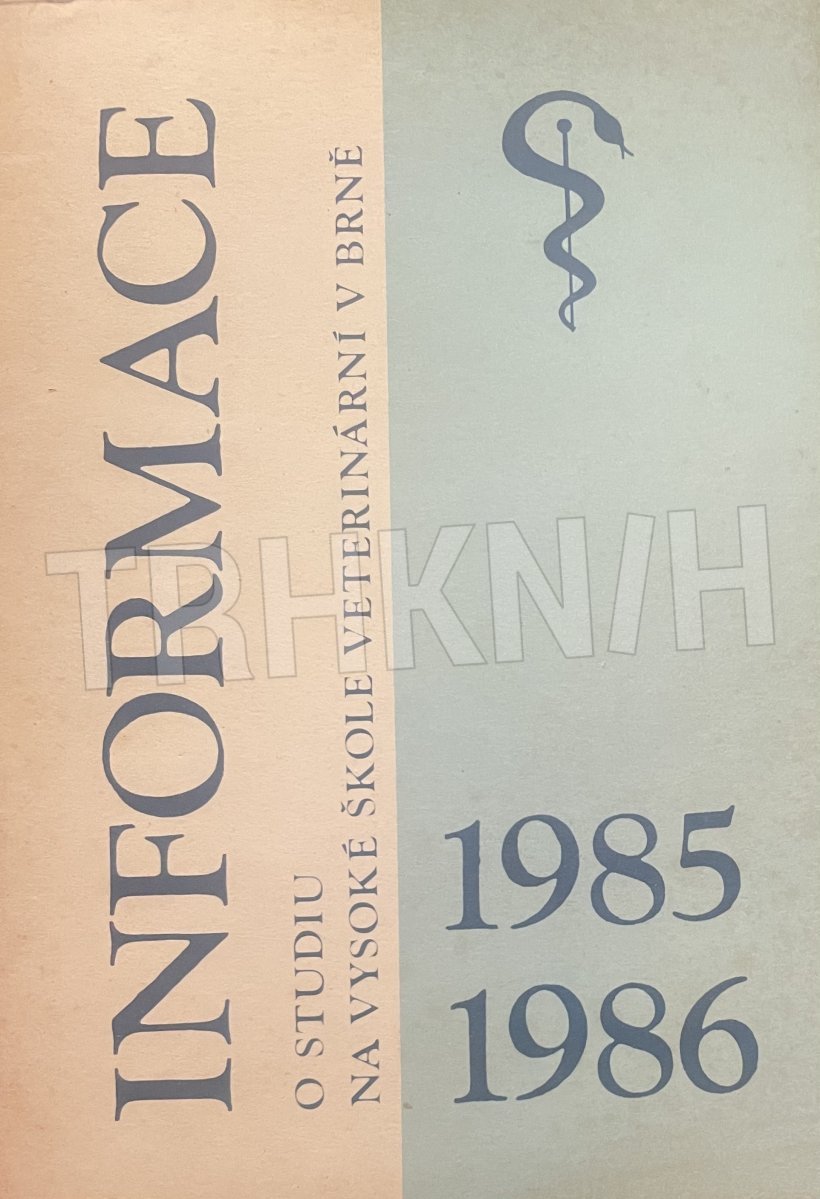 INFORMACE
O STUDIU
NA VYSOKÉ ŠKOLE VETERINÁRNÍ V BRNĚ
1985
1986
TRHKNIH